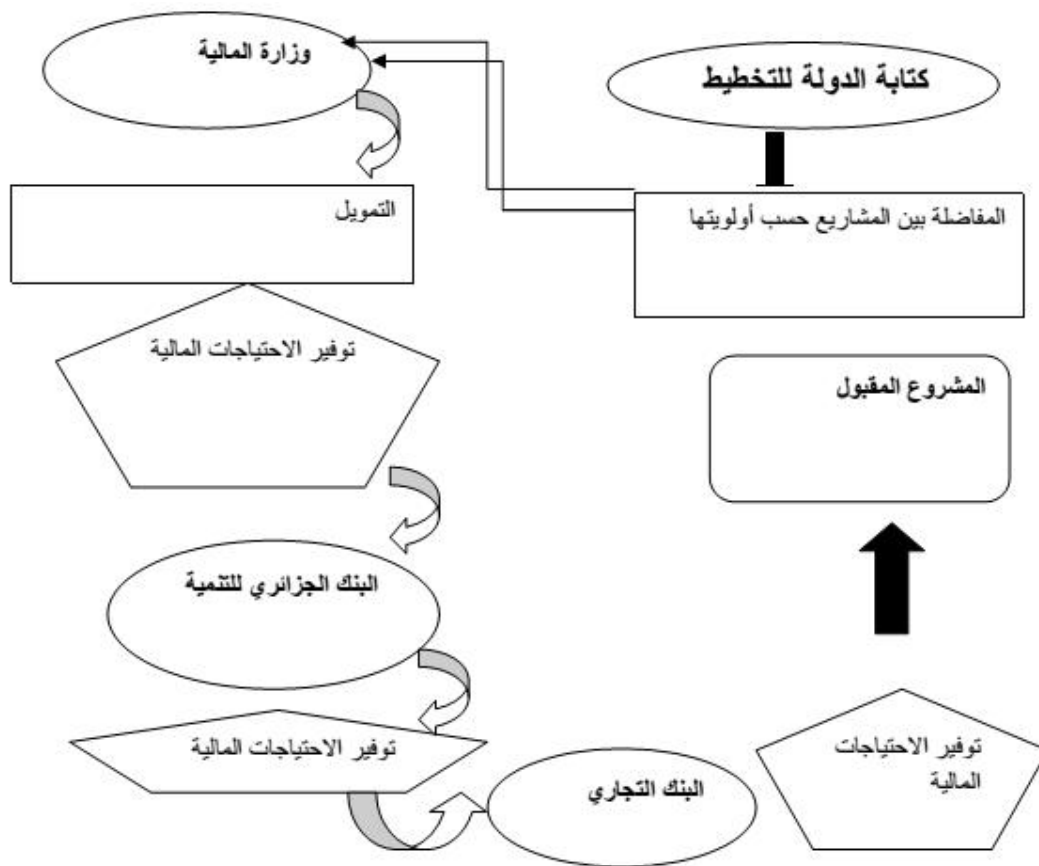 كتابة الدولة للتخطيط
وزارة المالية
المفاضلة بين المشاريع حسب أولويتها
التمويل
توفير الاحتياجات المالية
المشروع المقبول
البنك الجزائري للتنمية
توفير الاحتياجات المالية
البنك التجاري
توفير الاحتياجات
المالية